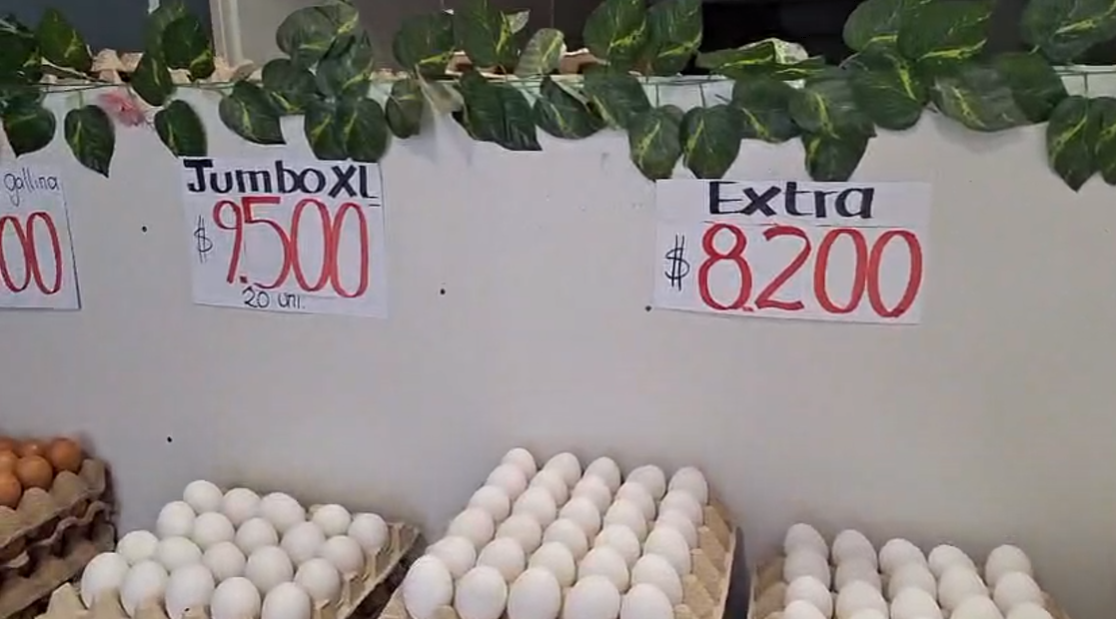 gallina
00
Jumbo XL
$9.500
20 uni.
Extra
$8.200